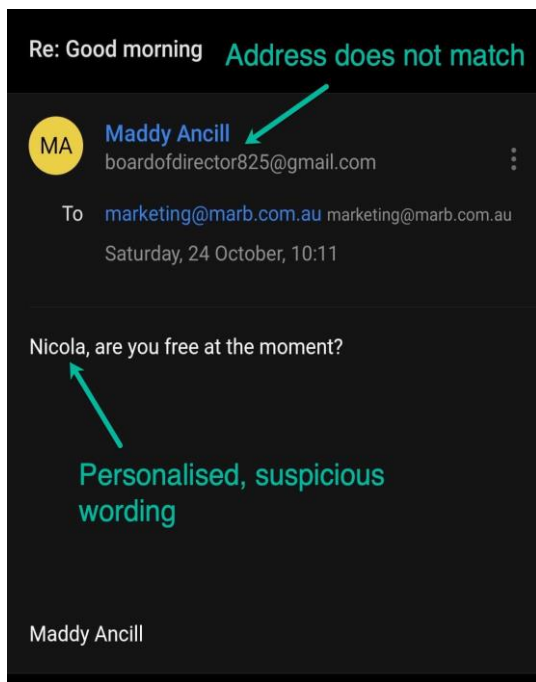 Re: Good morning
Address does not match
MA
Maddy Ancill
boardofdirector825@gmail.com
To marketing@marb.com.au marketing@marb.com.au
Saturday, 24 October, 10:11
Nicola, are you free at the moment?
Personalised, suspicious
wording
Maddy Ancill